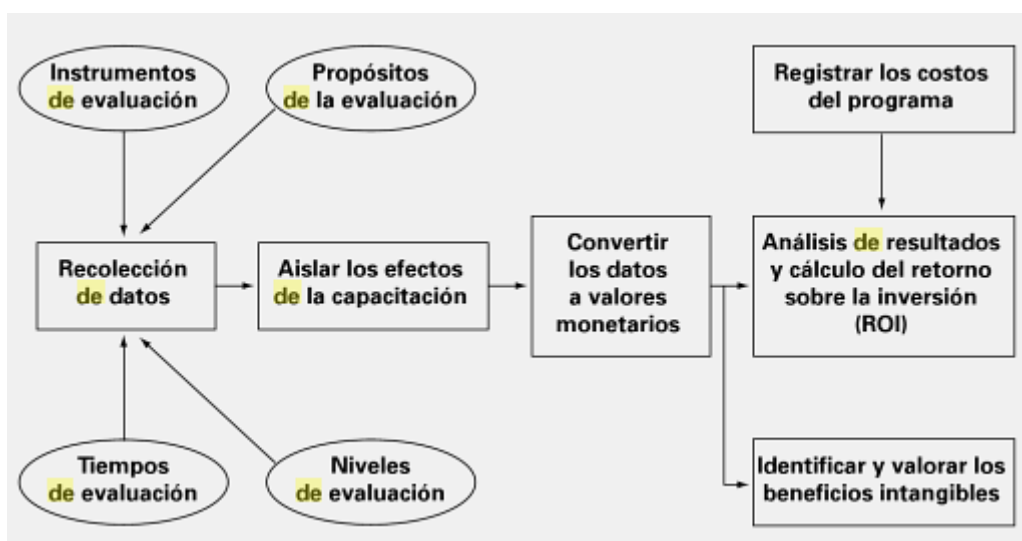 Instrumentos
de evaluación
Propósitos
de la evaluación
Registrar los costos
del programa
Recolección
de datos
Aislar los efectos
de la capacitación
Convertir
los datos
a valores
monetarios
Análisis de resultados
y cálculo del retorno
sobre la inversión
(ROI)
Tiempos
de evaluación
Niveles
de evaluación
Identificar y valorar los
beneficios intangibles